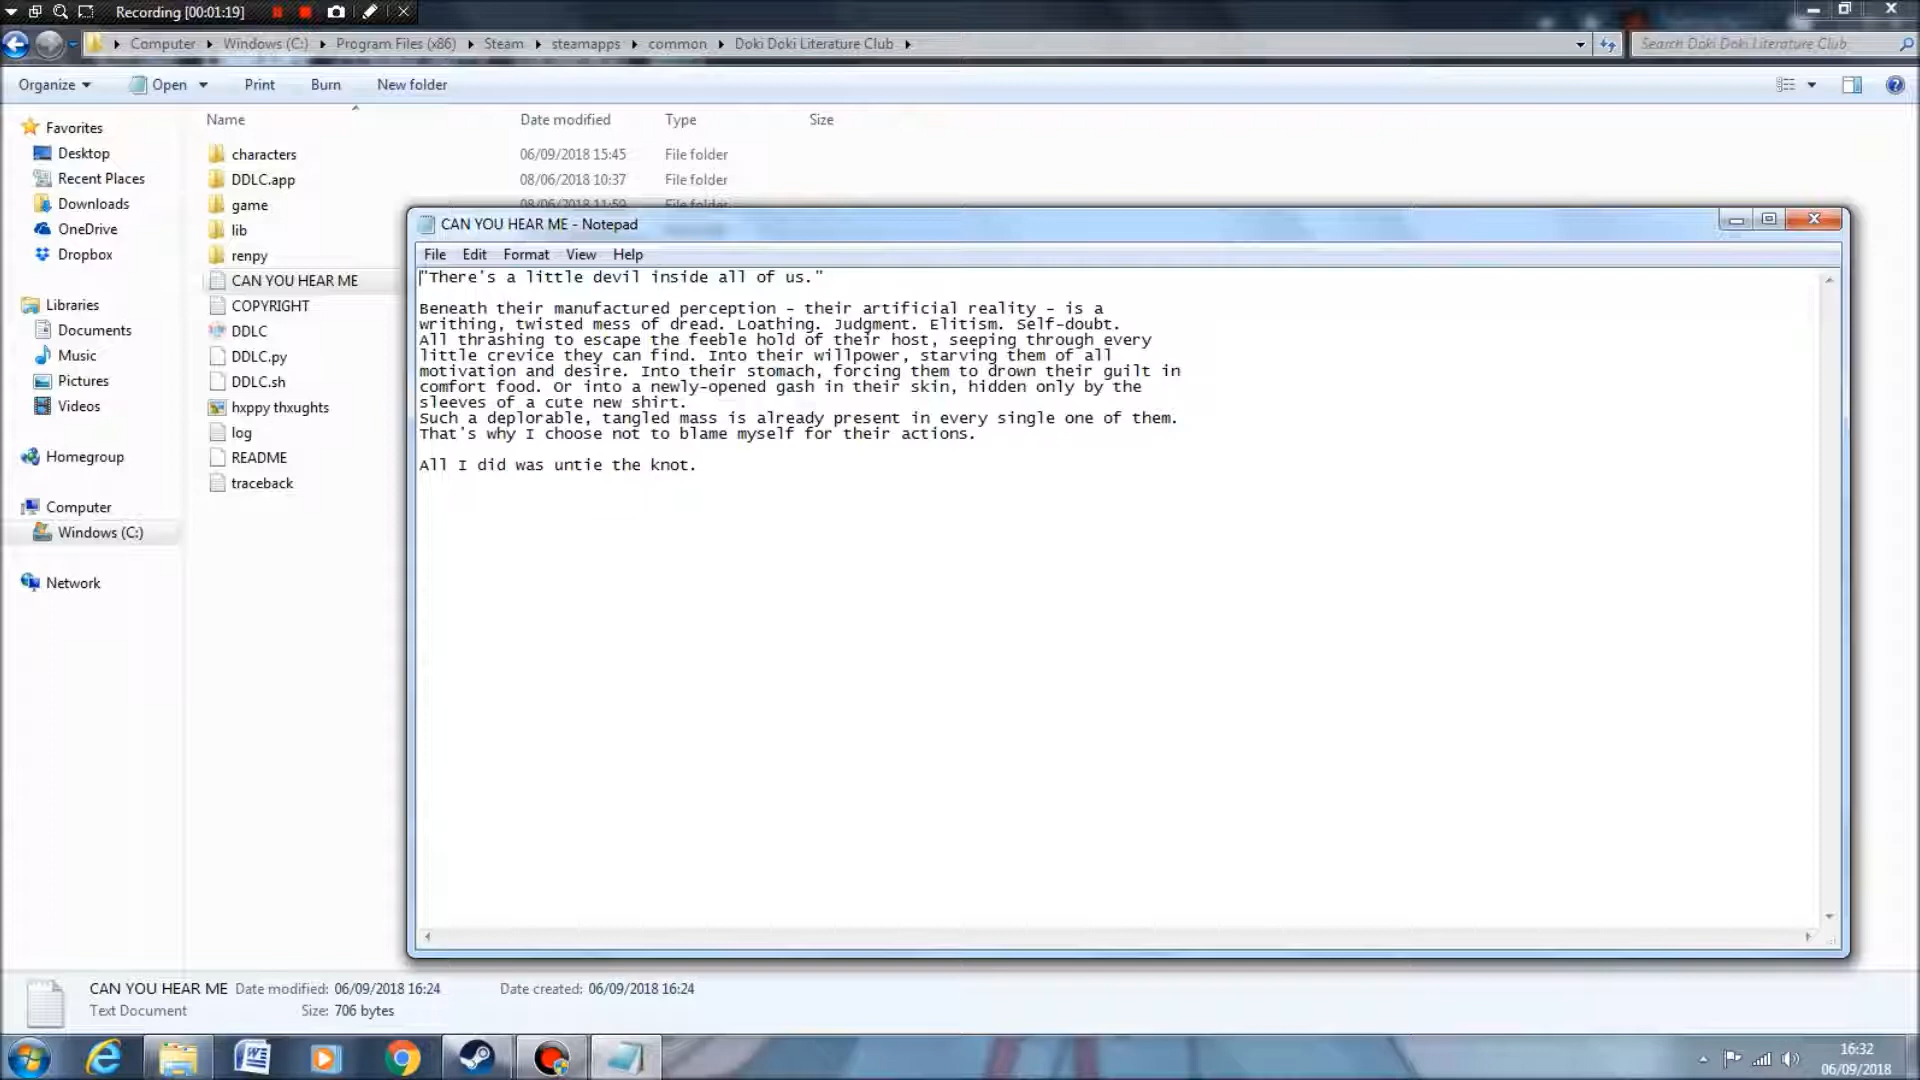 Recording [00:01:19]
Computer Windows (C:) Program Files (x86) Steam steamapps common Doki Doki Literature Club
Search Doki Doki Literature Club
Organize Open Print Burn New folder
Name Date modified Type Size
Favorites
Desktop
Recent Places
Downloads
OneDrive
Dropbox
Libraries
Documents
Music
Pictures
Videos
Homegroup
Computer
Windows (C:)
Network
characters 06/09/2018 15:45 File folder
DDLC.app 08/06/2018 10:37 File folder
game 08/06/2018 11:59 File folder
lib
renpy
CAN YOU HEAR ME
COPYRIGHT
DDLC
DDLC.py
DDLC.sh
hxppy thxughts
log
README
traceback
CAN YOU HEAR ME - Notepad
File Edit Format View Help
"There's a little devil inside all of us."
Beneath their manufactured perception - their artificial reality - is a
writhing, twisted mess of dread. Loathing. Judgment. Elitism. Self-doubt.
All thrashing to escape the feeble hold of their host, seeping through every
little crevice they can find. Into their willpower, starving them of all
motivation and desire. Into their stomach, forcing them to drown their guilt in
comfort food. Or into a newly-opened gash in their skin, hidden only by the
sleeves of a cute new shirt.
Such a deplorable, tangled mass is already present in every single one of them.
That's why I choose not to blame myself for their actions.
All I did was untie the knot.
CAN YOU HEAR ME Date modified: 06/09/2018 16:24 Date created: 06/09/2018 16:24
Text Document Size: 706 bytes
16:32
06/09/2018